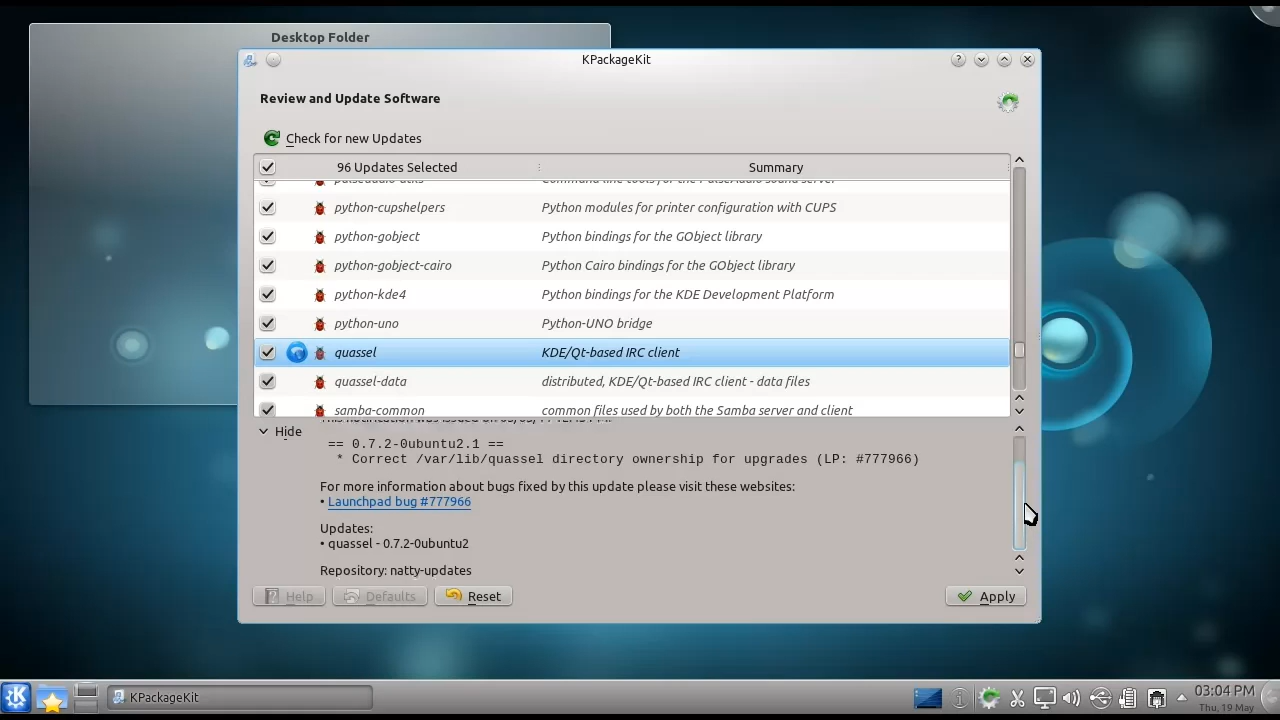 Desktop Folder
KPackageKit
Review and Update Software
Check for new Updates
96 Updates Selected Summary
python-cupshelpers Python modules for printer configuration with CUPS
python-gobject Python bindings for the GObject library
python-gobject-cairo Python Cairo bindings for the GObject library
python-kde4 Python bindings for the KDE Development Platform
python-uno Python-UNO bridge
quassel KDE/Qt-based IRC client
quassel-data distributed, KDE/Qt-based IRC client - data files
samba-common common files used by both the Samba server and client
Hide
== 0.7.2-0ubuntu2.1 ==
* Correct /var/lib/quassel directory ownership for upgrades (LP: #777966)
For more information about bugs fixed by this update please visit these websites:
• Launchpad bug #777966
Updates:
• quassel - 0.7.2-0ubuntu2
Repository: natty-updates
Help Defaults Reset Apply
KPackageKit
03:04 PM
Thu, 19 May